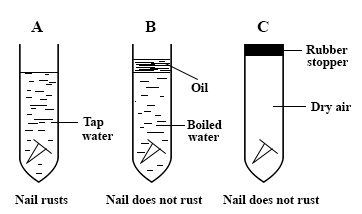 A B C
Rubber
stopper
Oil
Dry air
Tap
water
Boiled
water
Nail rusts Nail does not rust Nail does not rust